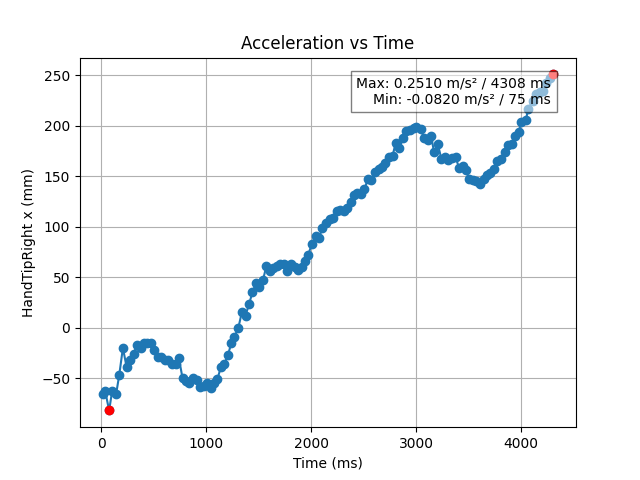 Acceleration vs Time
Max: 0.2510 m/s² / 4308 ms
Min: -0.0820 m/s² / 75 ms
HandTipRight x (mm)
250
200
150
100
50
0
−50
0 1000 2000 3000 4000
Time (ms)